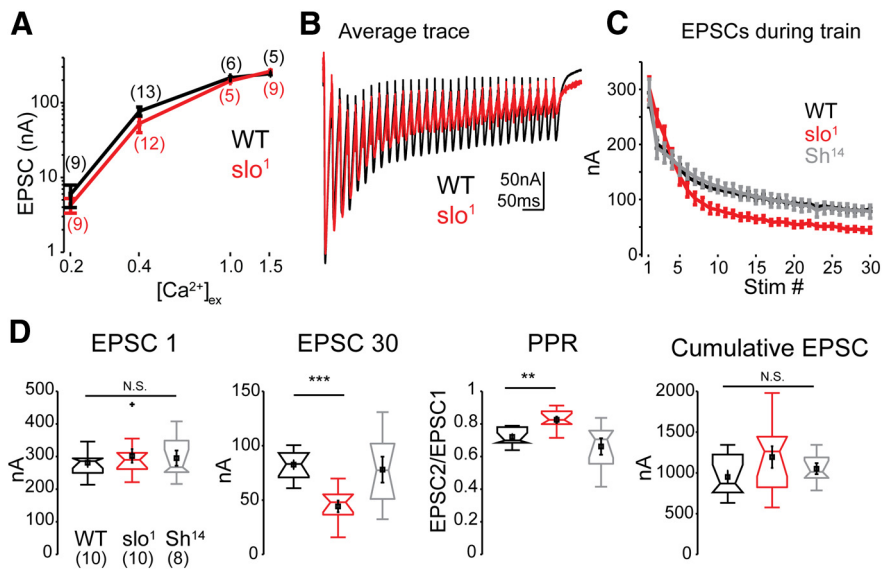 A
EPSC (nA)
100
10
1
(9)
(13)
(6)
(5)
(9)
(12)
(5)
(9)
WT
slo¹
0.2
0.4
1.0
1.5
[Ca²⁺]ex
B
Average trace
WT
slo¹
50nA
50ms
C
EPSCs during train
nA
300
200
100
0
WT
slo¹
Sh¹⁴
1
5
10
15
20
25
30
Stim #
D
EPSC 1
nA
500
400
300
200
100
0
N.S.
WT
slo¹
Sh¹⁴
(10)
(10)
(8)
EPSC 30
nA
150
100
50
0
***
PPR
EPSC2/EPSC1
1
0.8
0.6
0.4
0.2
0
**
Cumulative EPSC
nA
2000
1500
1000
500
0
N.S.